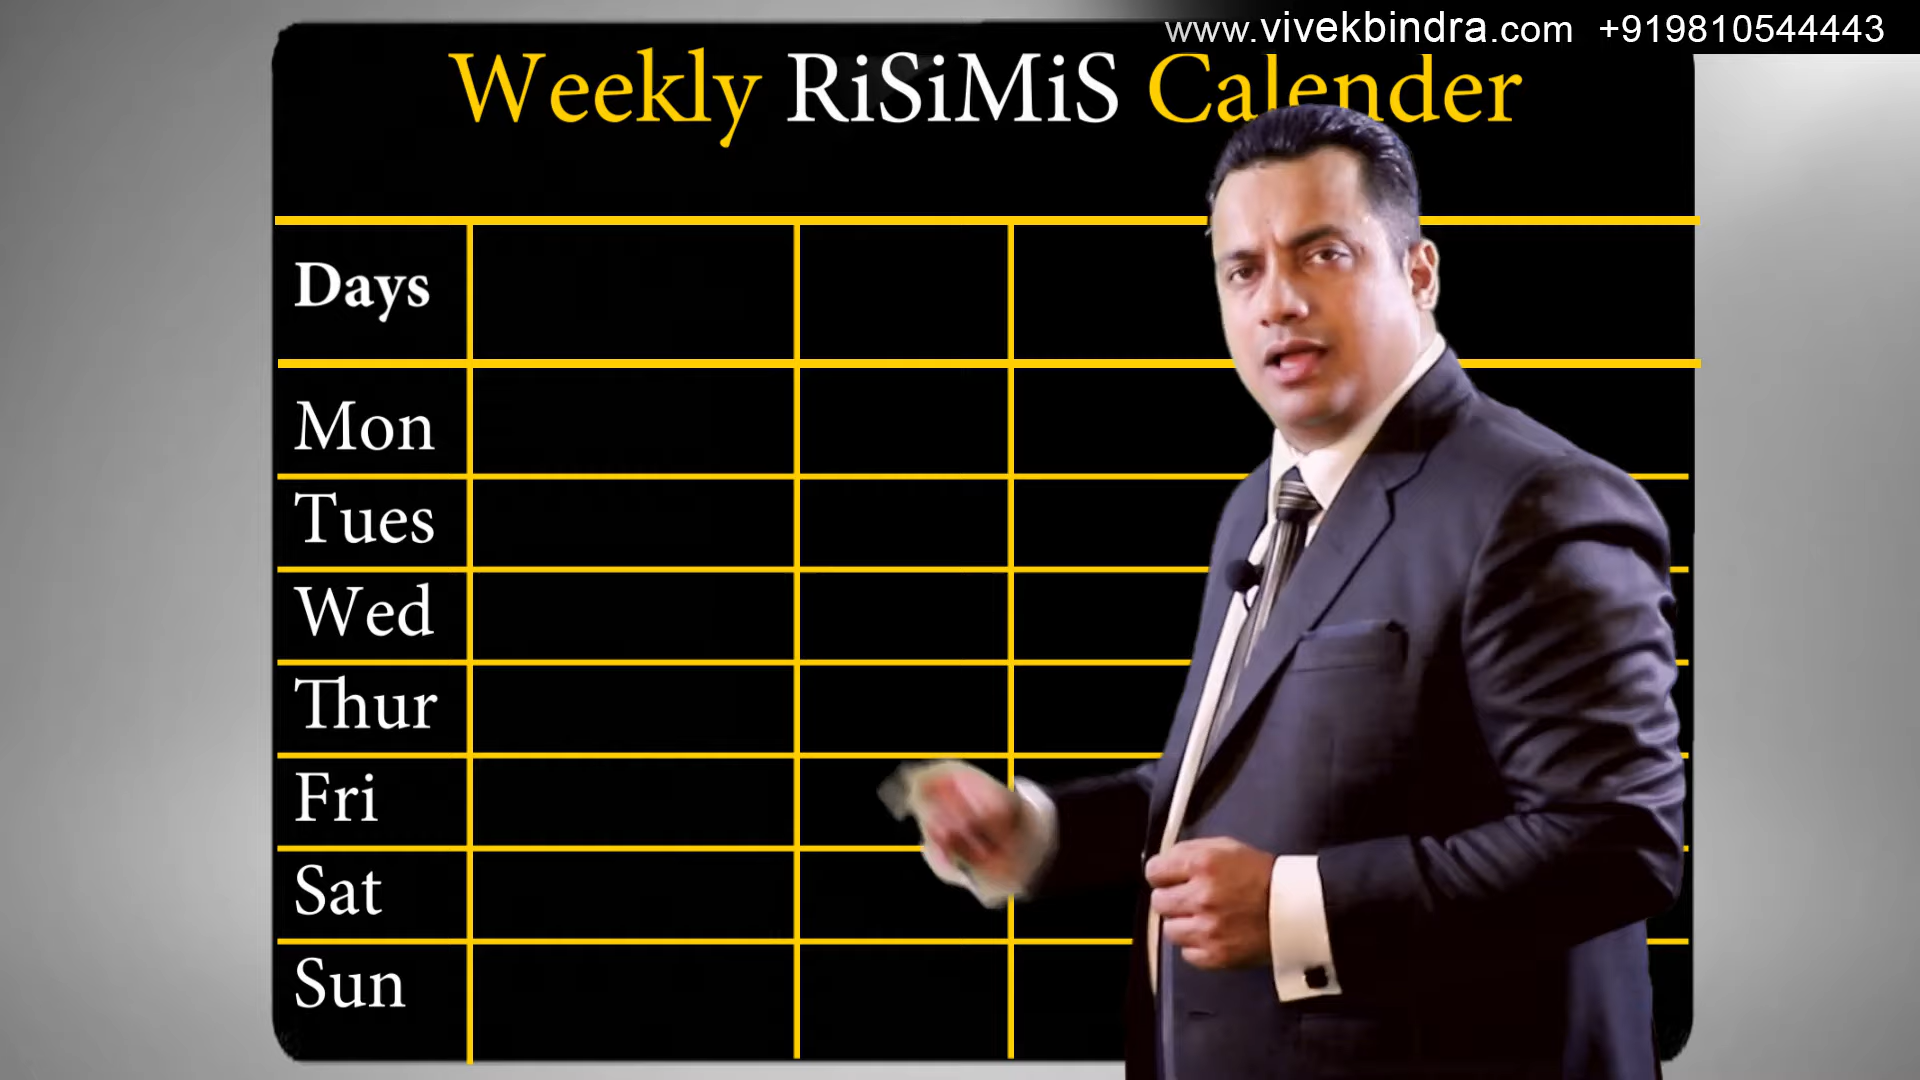 www.vivekbindra.com +919810544443
Weekly RiSiMiS Calender
Days
Mon
Tues
Wed
Thur
Fri
Sat
Sun